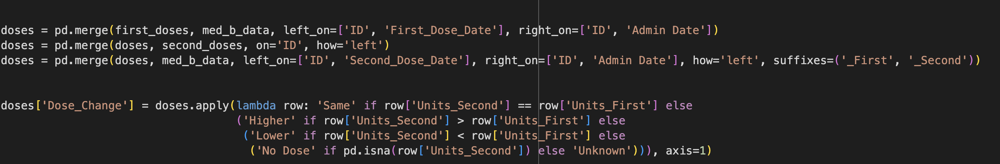 doses = pd.merge(first_doses, med_b_data, left_on=['ID', 'First_Dose_Date'], right_on=['ID', 'Admin Date'])
doses = pd.merge(doses, second_doses, on='ID', how='left')
doses = pd.merge(doses, med_b_data, left_on=['ID', 'Second_Dose_Date'], right_on=['ID', 'Admin Date'], how='left', suffixes=('_First', '_Second'))
doses['Dose_Change'] = doses.apply(lambda row: 'Same' if row['Units_Second'] == row['Units_First'] else
('Higher' if row['Units_Second'] > row['Units_First'] else
('Lower' if row['Units_Second'] < row['Units_First'] else
('No Dose' if pd.isna(row['Units_Second']) else 'Unknown'))), axis=1)